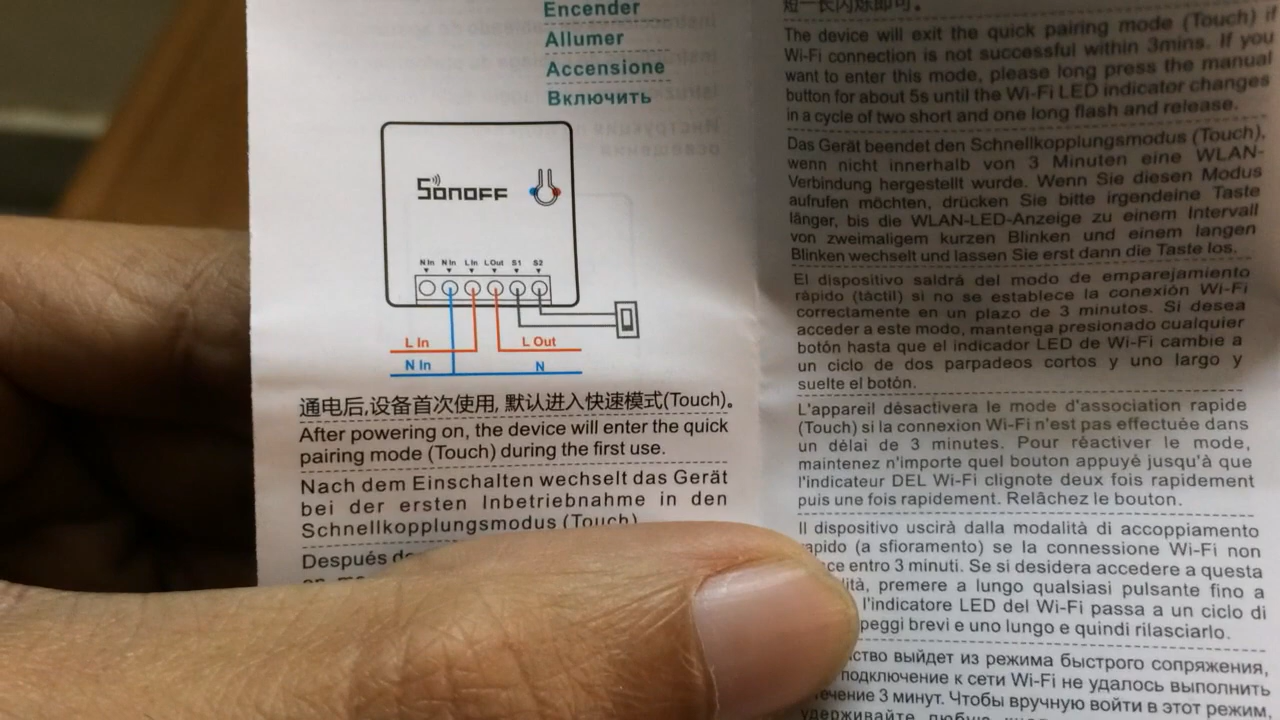 Encender
Allumer
Accensione
Включить
SONOFF
N In N In L In L Out S1 S2
L In L Out
N In N
通电后,设备首次使用, 默认进入快速模式(Touch)。
After powering on, the device will enter the quick
pairing mode (Touch) during the first use.
Nach dem Einschalten wechselt das Gerät
bei der ersten Inbetriebnahme in den
Schnellkopplungsmodus (Touch)
Después
短一长闪烁即可。
The device will exit the quick pairing mode (Touch) if
Wi-Fi connection is not successful within 3mins. If you
want to enter this mode, please long press the manual
button for about 5s until the Wi-Fi LED indicator changes
in a cycle of two short and one long flash and release.
Das Gerät beendet den Schnellkopplungsmodus (Touch),
wenn nicht innerhalb von 3 Minuten eine WLAN-
Verbindung hergestellt wurde. Wenn Sie diesen Modus
aufrufen möchten, drücken Sie bitte irgendeine Taste
länger, bis die WLAN-LED-Anzeige zu einem Intervall
von zweimaligem kurzen Blinken und einem langen
Blinken wechselt und lassen Sie erst dann die Taste los.
El dispositivo saldrá del modo de emparejamiento
rápido (táctil) si no se establece la conexión Wi-Fi
correctamente en un plazo de 3 minutos. Si desea
acceder a este modo, mantenga presionado cualquier
botón hasta que el indicador LED de Wi-Fi cambie a
un ciclo de dos parpadeos cortos y uno largo y
suelte el botón.
L'appareil désactivera le mode d'association rapide
(Touch) si la connexion Wi-Fi n'est pas effectuée dans
un délai de 3 minutes. Pour réactiver le mode,
maintenez n'importe quel bouton appuyé jusqu'à que
l'indicateur DEL Wi-Fi clignote deux fois rapidement
puis une fois rapidement. Relâchez le bouton.
Il dispositivo uscirà dalla modalità di accoppiamento
rapido (a sfioramento) se la connessione Wi-Fi non
entro 3 minuti. Se si desidera accedere a questa
premere a lungo qualsiasi pulsante fino a
l'indicatore LED del Wi-Fi passa a un ciclo di
brevi e uno lungo e quindi rilasciarlo.
выйдет из режима быстрого сопряжения,
подключение к сети Wi-Fi не удалось выполнить
течение 3 минут. Чтобы вручную войти в этот режим,
удерживайте